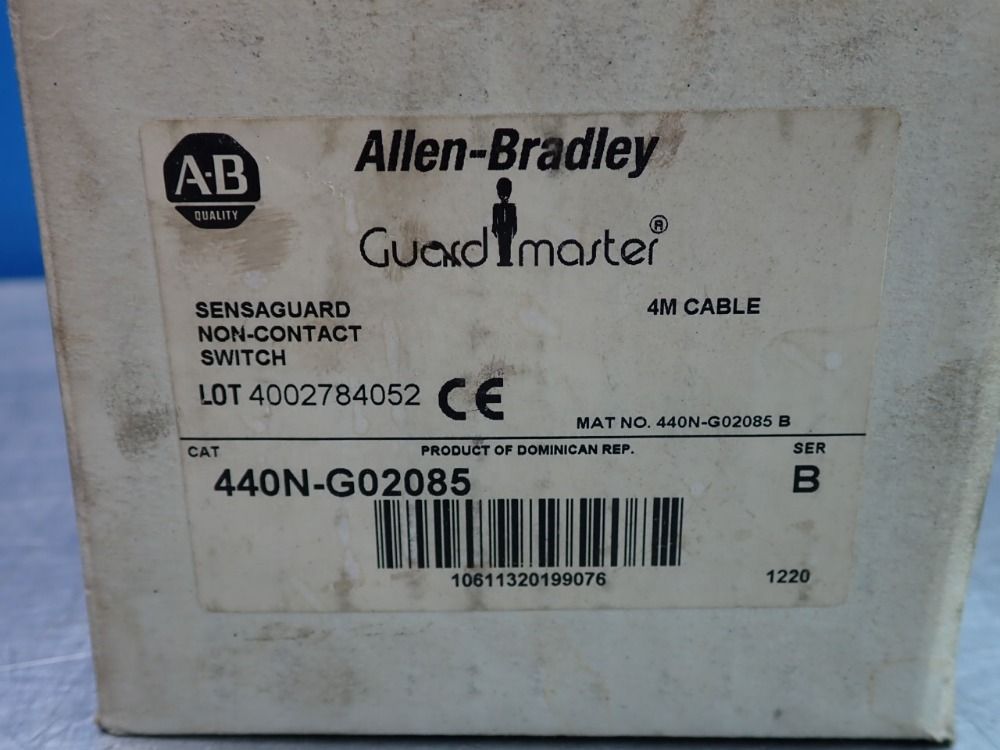 A·B
QUALITY
Allen-Bradley
Guardmaster®
SENSAGUARD
NON-CONTACT
SWITCH
4M CABLE
LOT 4002784052 CE
MAT NO. 440N-G02085 B
CAT
PRODUCT OF DOMINICAN REP.
SER
440N-G02085
B
10611320199076
1220